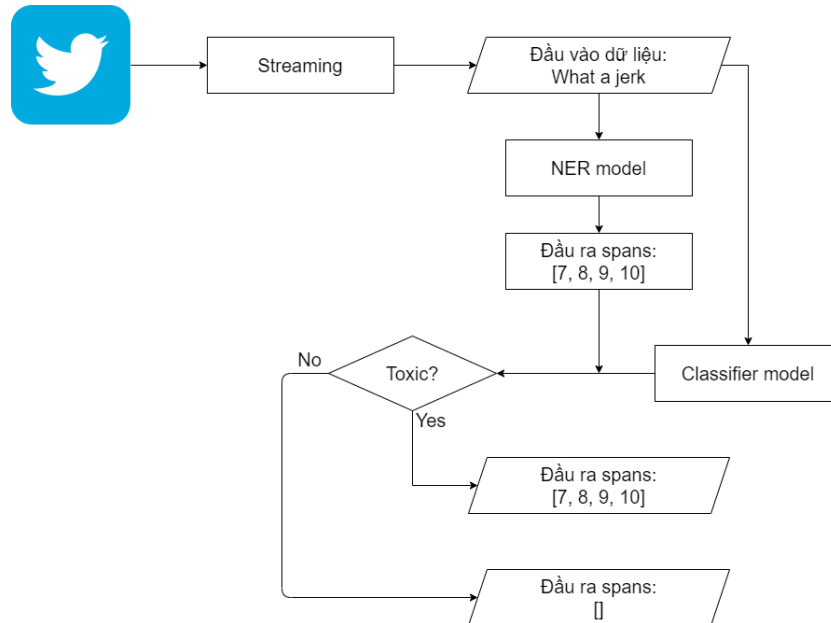 Streaming
Đầu vào dữ liệu:
What a jerk
NER model
Đầu ra spans:
[7, 8, 9, 10]
No
Toxic?
Classifier model
Yes
Đầu ra spans:
[7, 8, 9, 10]
Đầu ra spans:
[]